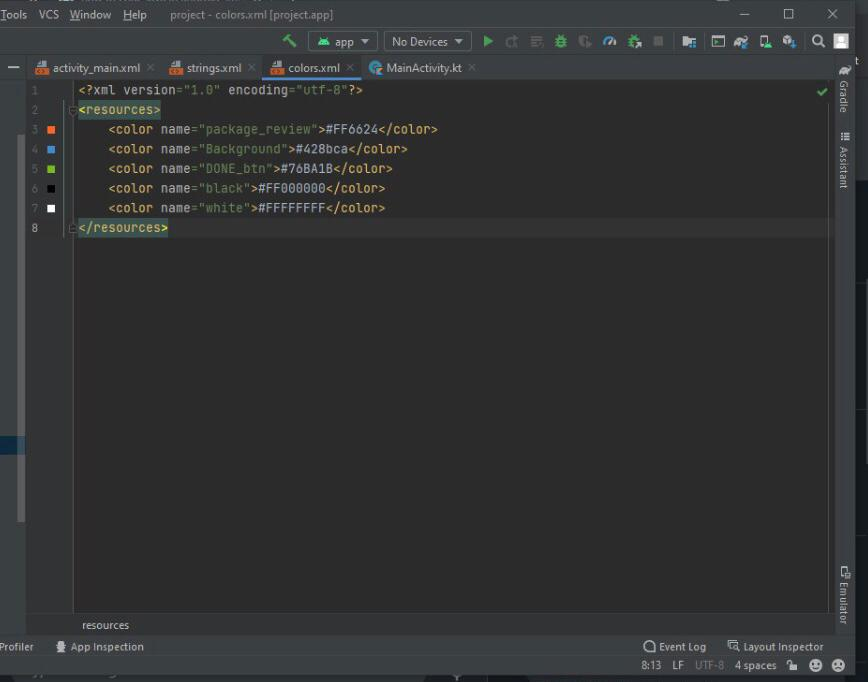 Tools VCS Window Help project - colors.xml [project.app]
app No Devices
activity_main.xml strings.xml colors.xml MainActivity.kt
1 <?xml version="1.0" encoding="utf-8"?>
2 <resources>
3 <color name="package_review">#FF6624</color>
4 <color name="Background">#428bca</color>
5 <color name="DONE_btn">#76BA1B</color>
6 <color name="black">#FF000000</color>
7 <color name="white">#FFFFFFFF</color>
8 </resources>
Gradle
Assistant
Emulator
resources
Profiler App Inspection Event Log Layout Inspector
8:13 LF UTF-8 4 spaces